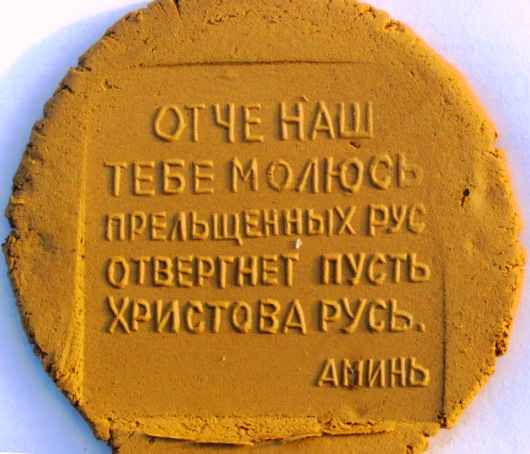 ОТЧЕ НАШ
ТЕБЕ МОЛЮСЬ
ПРЕЛЬЩЕННЫХ РУС
ОТВЕРГНЕТ ПУСТЬ
ХРИСТОВА РУСЬ.
АМИНЬ